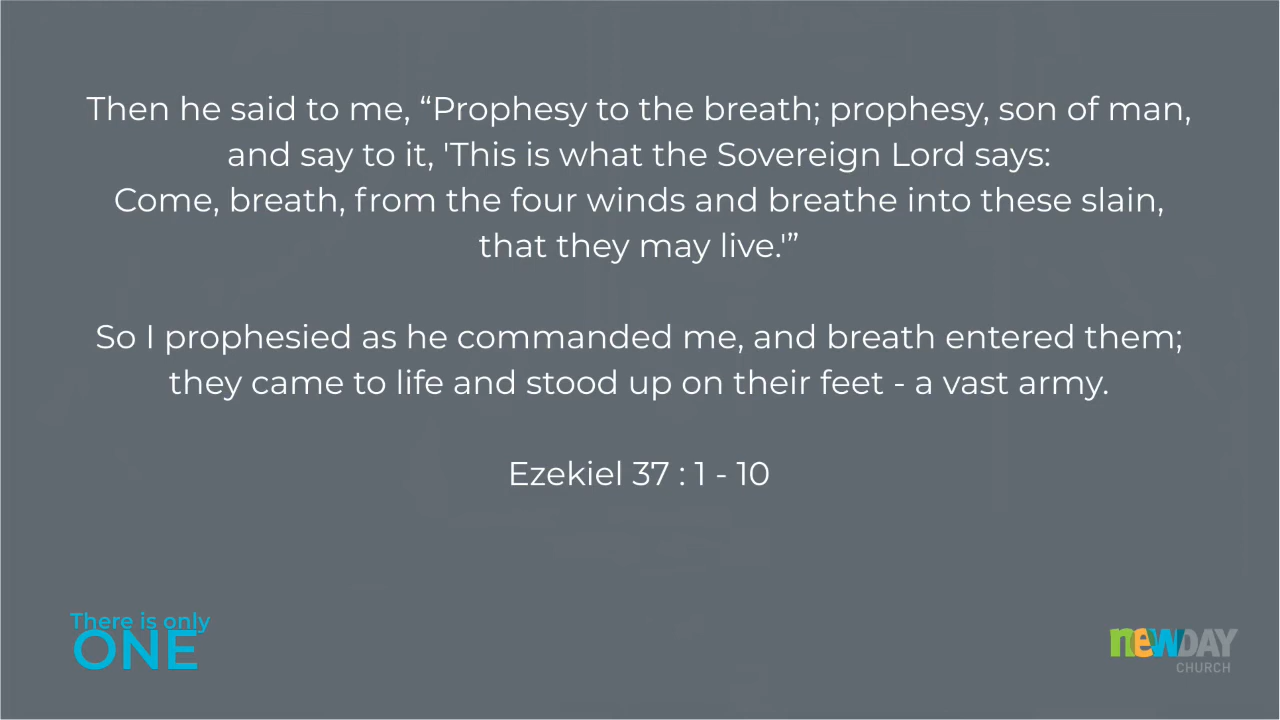 Then he said to me, “Prophesy to the breath; prophesy, son of man,
and say to it, 'This is what the Sovereign Lord says:
Come, breath, from the four winds and breathe into these slain,
that they may live.'”
So I prophesied as he commanded me, and breath entered them;
they came to life and stood up on their feet - a vast army.
Ezekiel 37 : 1 - 10
There is only
ONE
newDAY
CHURCH